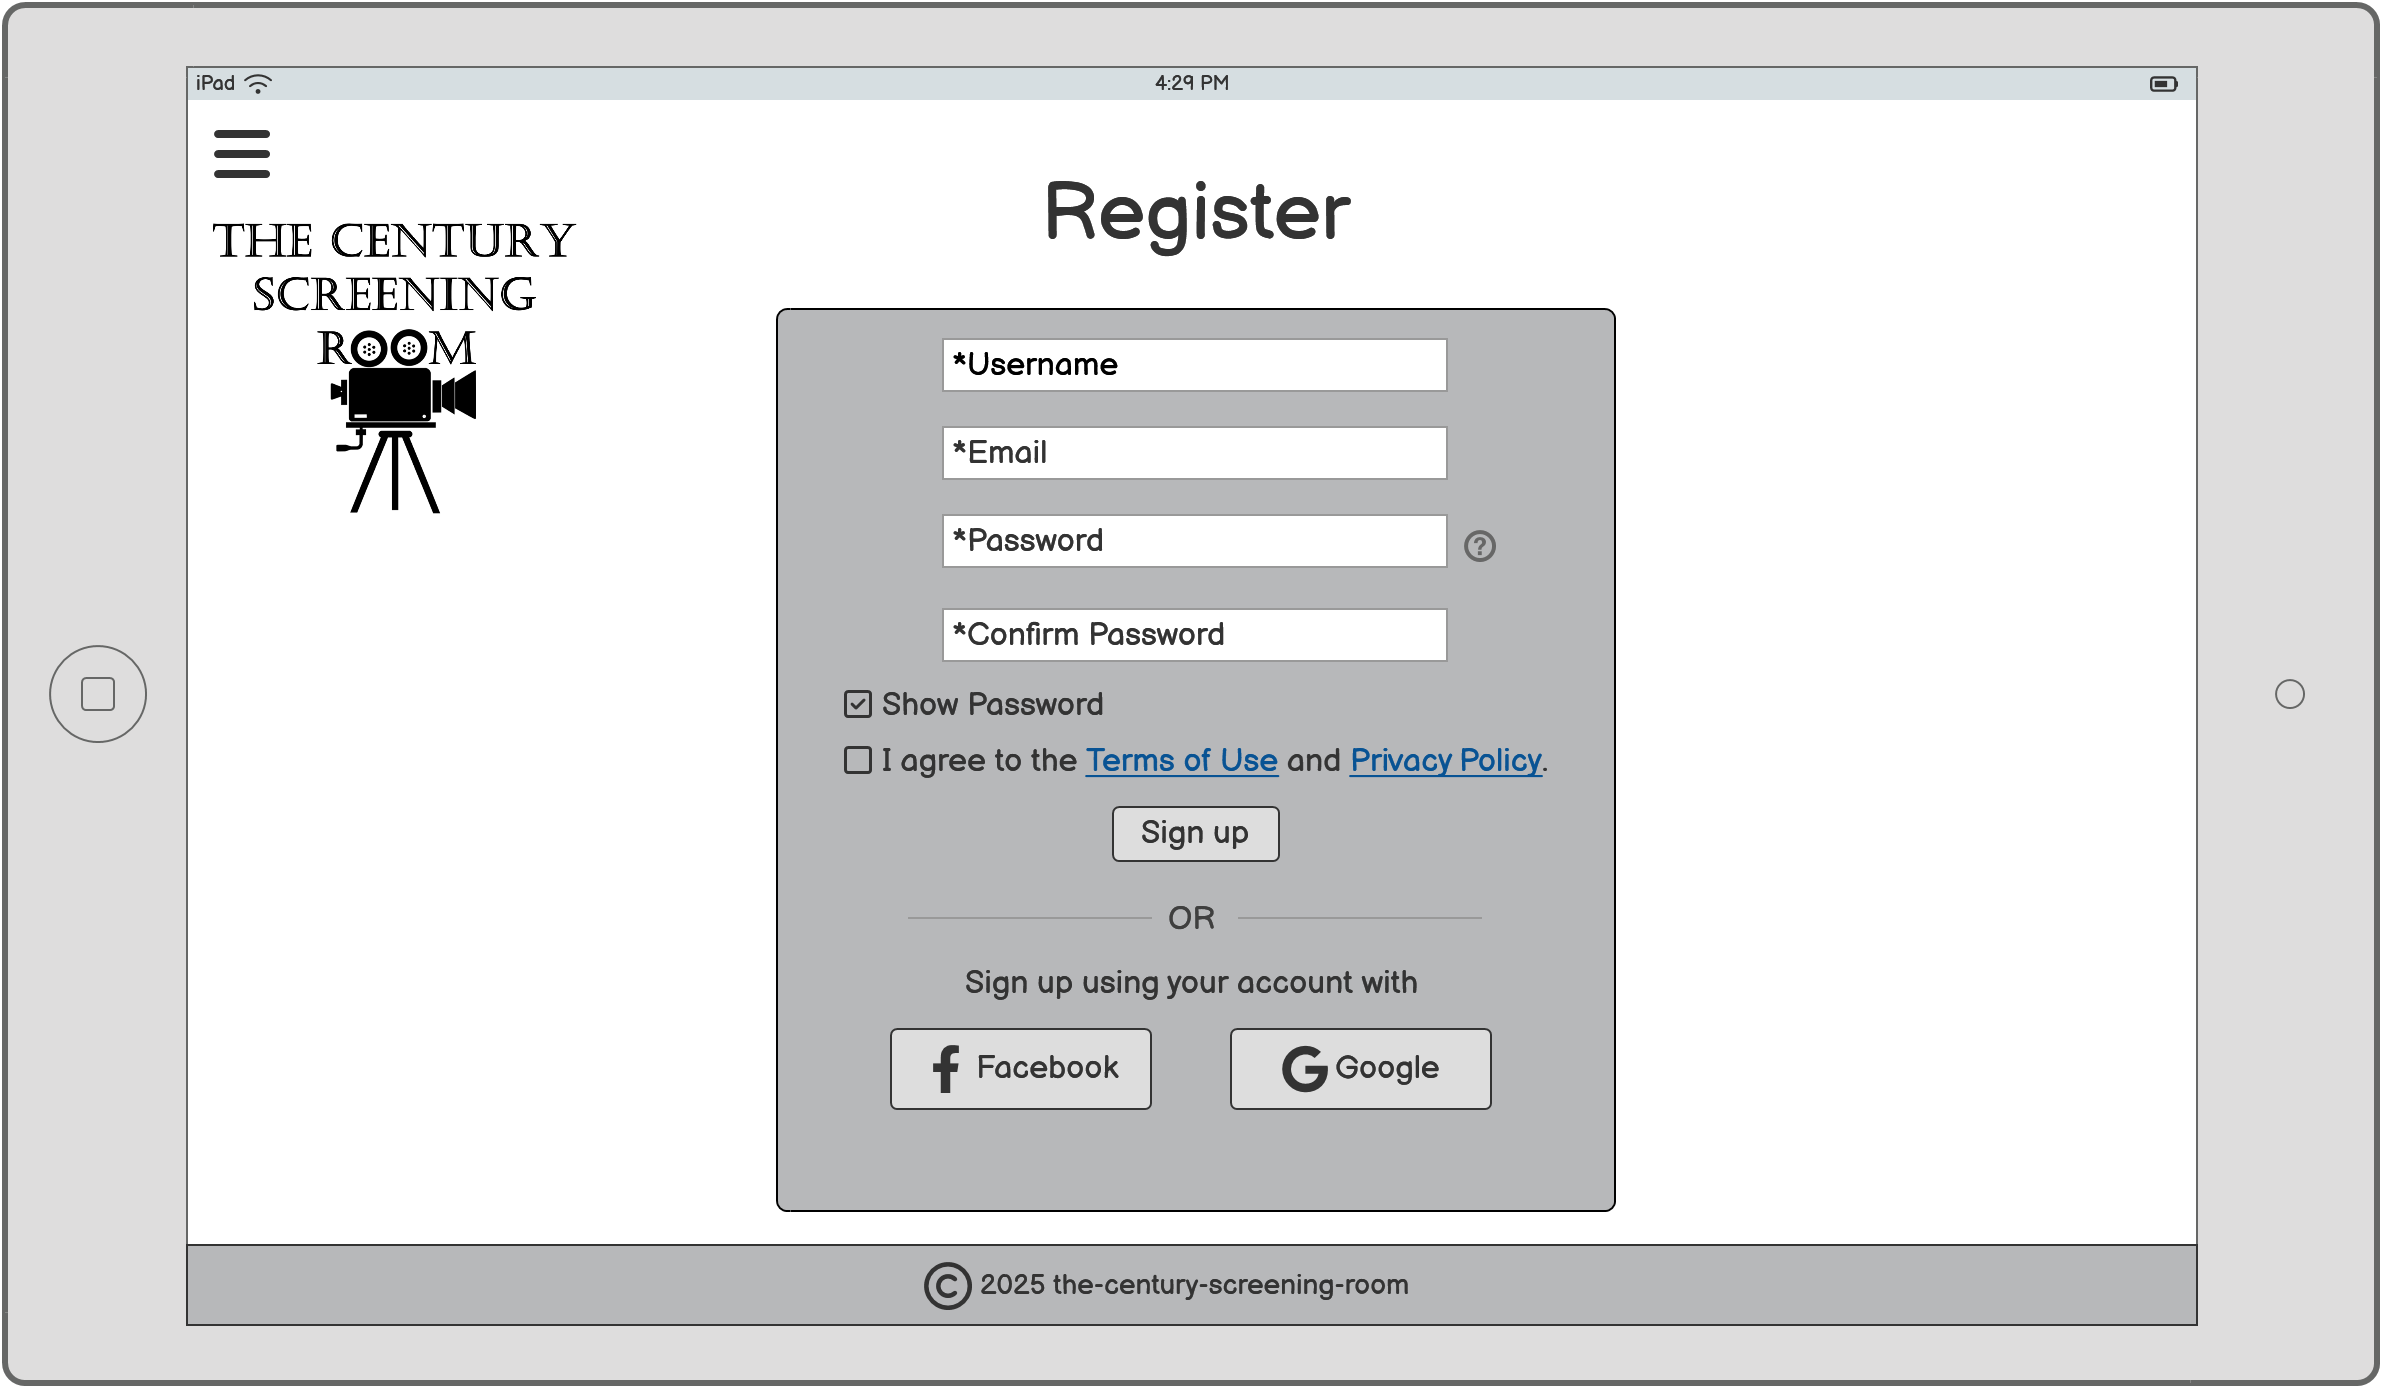 iPad
4:29 PM
THE CENTURY
SCREENING
ROOM
Register
*Username
*Email
*Password
?
*Confirm Password
Show Password
I agree to the Terms of Use and Privacy Policy.
Sign up
OR
Sign up using your account with
f Facebook
G Google
© 2025 the-century-screening-room